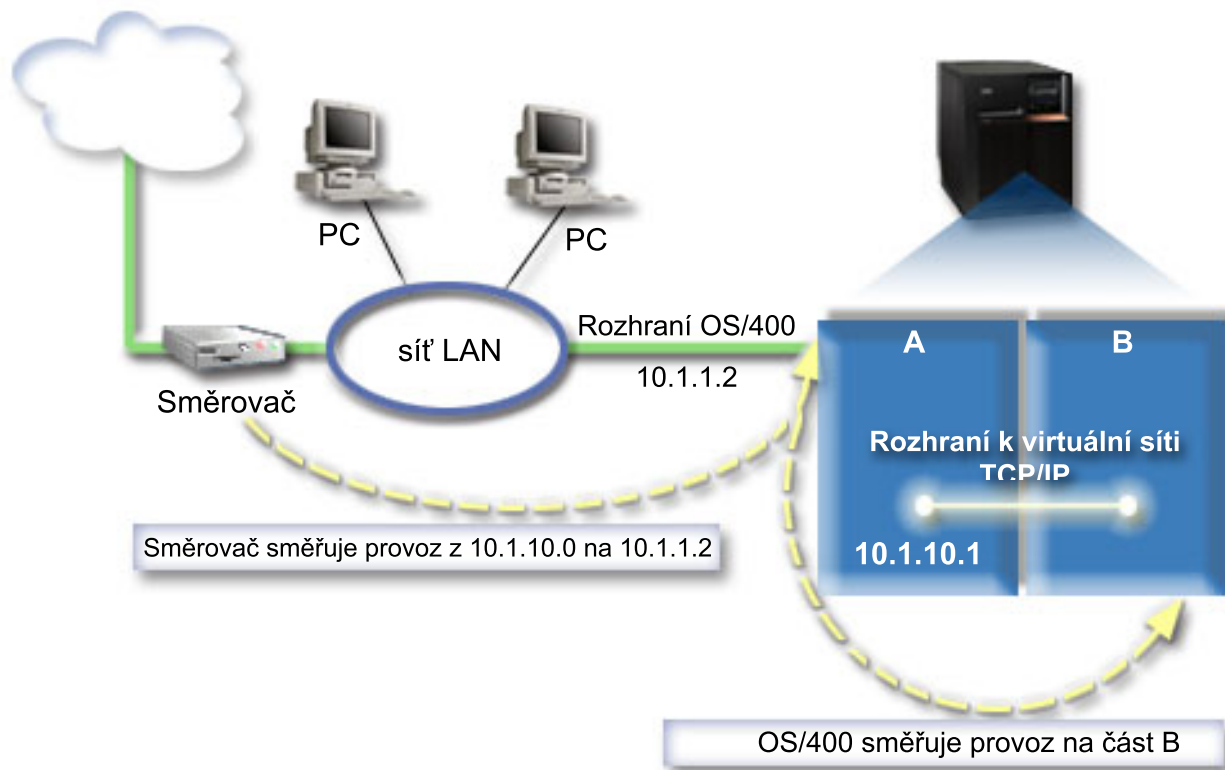 PC
PC
síť LAN
Rozhraní OS/400
10.1.1.2
Směrovač
A
B
Rozhraní k virtuální síti
TCP/IP
10.1.10.1
Směrovač směřuje provoz z 10.1.10.0 na 10.1.1.2
OS/400 směřuje provoz na část B